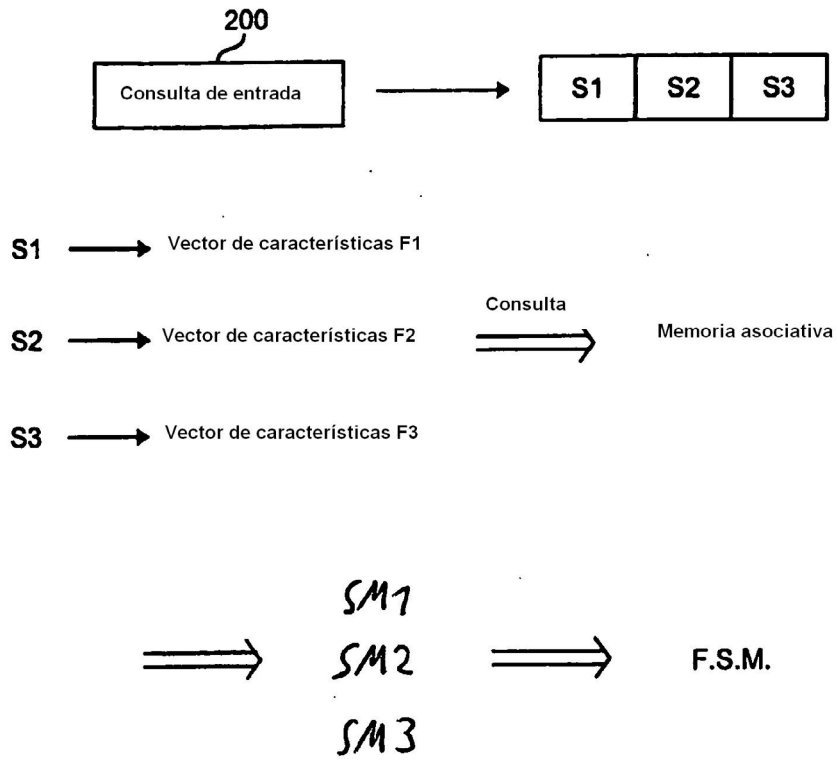 200
Consulta de entrada
S1 S2 S3
S1 Vector de características F1
S2 Vector de características F2
Consulta
Memoria asociativa
S3 Vector de características F3
SM1
SM2
SM3
F.S.M.